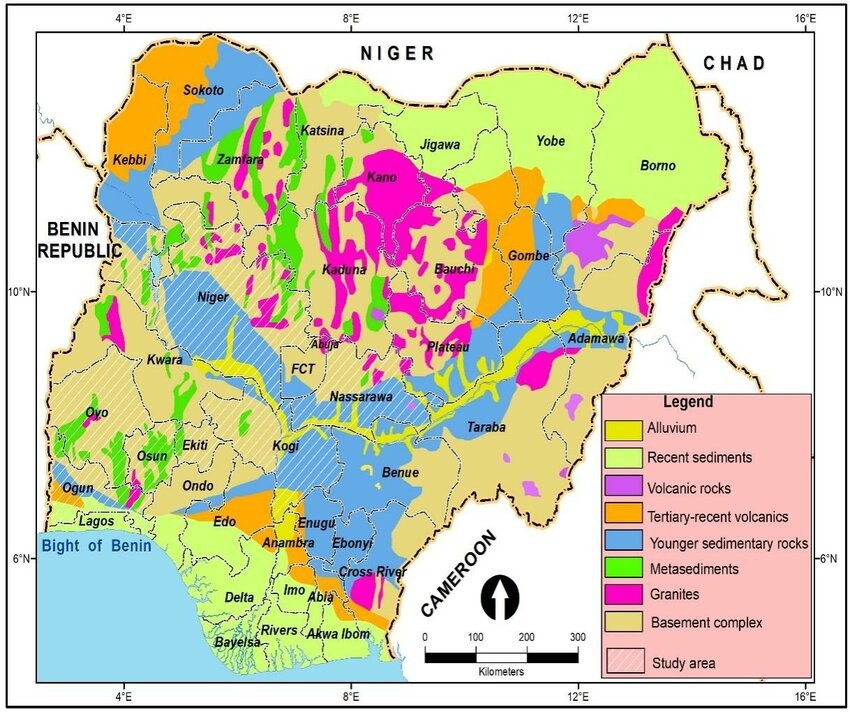 4°E 8°E 12°E 16°E
NIGER
CHAD
Sokoto
Katsina
Kebbi
Zamfara
Jigawa
Yobe
Borno
Kano
BENIN
REPUBLIC
Gombe
Kaduna
Bauchi
10°N
10°N
Niger
Abuja
Plateau
Adamawa
Kwara
FCT
Nassarawa
Oyo
Taraba
Kogi
Ekiti
Osun
Benue
Ogun
Ondo
Lagos
Edo
Enugu
Anambra
Ebonyi
Bight of Benin
6°N
6°N
Cross River
CAMEROON
Imo
Abia
Delta
Rivers
Akwa Ibom
Bayelsa
0 100 200 300
Kilometers
Legend
Alluvium
Recent sediments
Volcanic rocks
Tertiary-recent volcanics
Younger sedimentary rocks
Metasediments
Granites
Basement complex
Study area
4°E 8°E 12°E 16°E